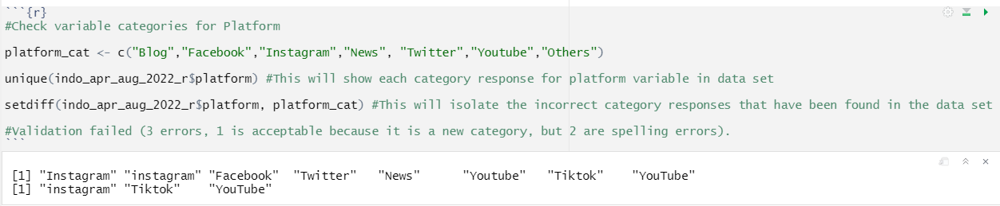 ```{r}
#Check variable categories for Platform
platform_cat <- c("Blog","Facebook","Instagram","News", "Twitter","Youtube","Others")
unique(indo_apr_aug_2022_r$platform) #This will show each category response for platform variable in data set
setdiff(indo_apr_aug_2022_r$platform, platform_cat) #This will isolate the incorrect category responses that have been found in the data set
#Validation failed (3 errors, 1 is acceptable because it is a new category, but 2 are spelling errors).
```
[1] "Instagram" "instagram" "Facebook"  "Twitter"   "News"      "Youtube"   "Tiktok"    "YouTube"
[1] "instagram" "Tiktok"    "YouTube"